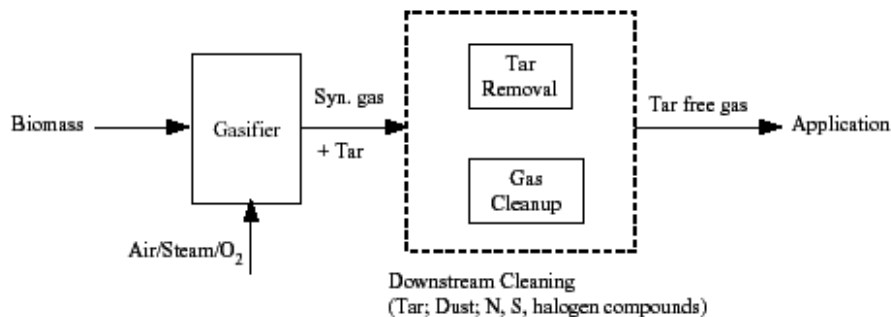 Biomass
Gasifier
Air/Steam/O2
Syn. gas
+ Tar
Tar
Removal
Gas
Cleanup
Tar free gas
Application
Downstream Cleaning
(Tar; Dust; N, S, halogen compounds)